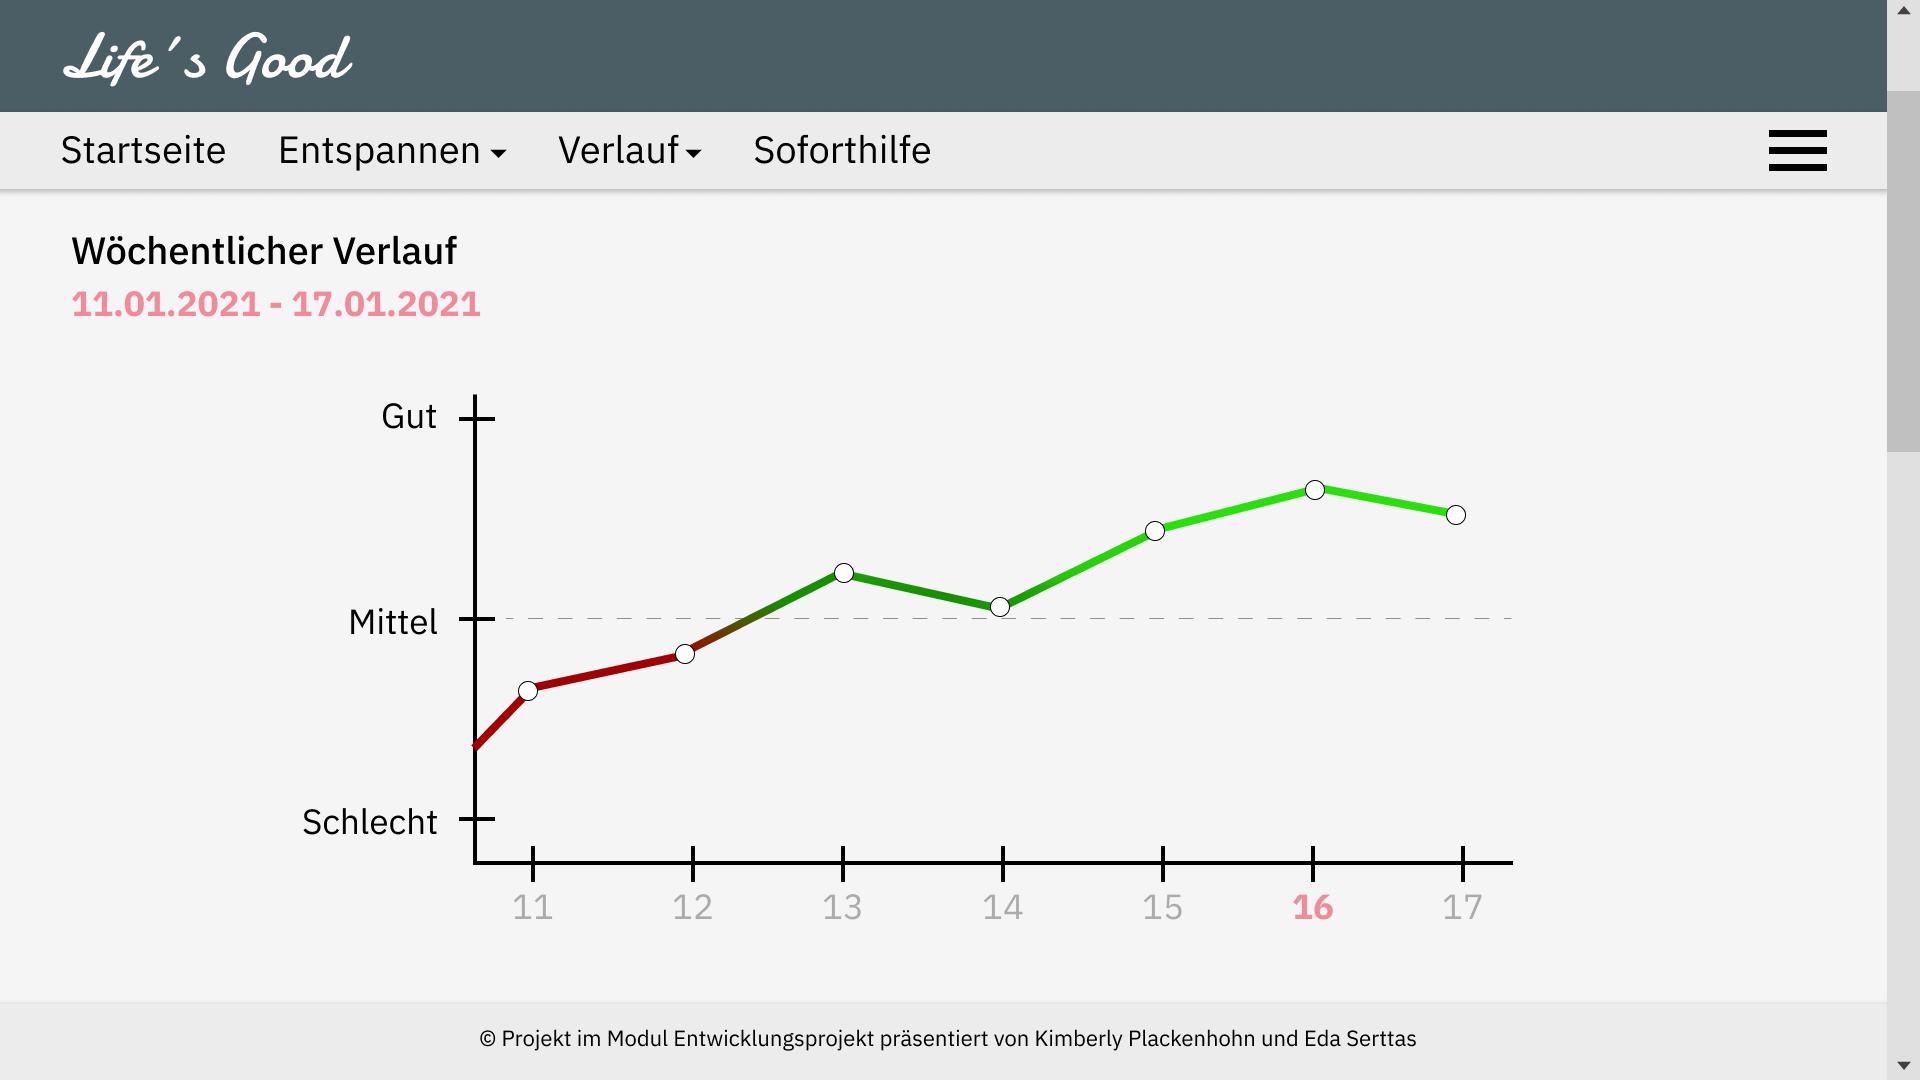 Life´s Good
Startseite Entspannen Verlauf Soforthilfe
Wöchentlicher Verlauf
11.01.2021 - 17.01.2021
Gut
Mittel
Schlecht
11 12 13 14 15 16 17
© Projekt im Modul Entwicklungsprojekt präsentiert von Kimberly Plackenhohn und Eda Serttas